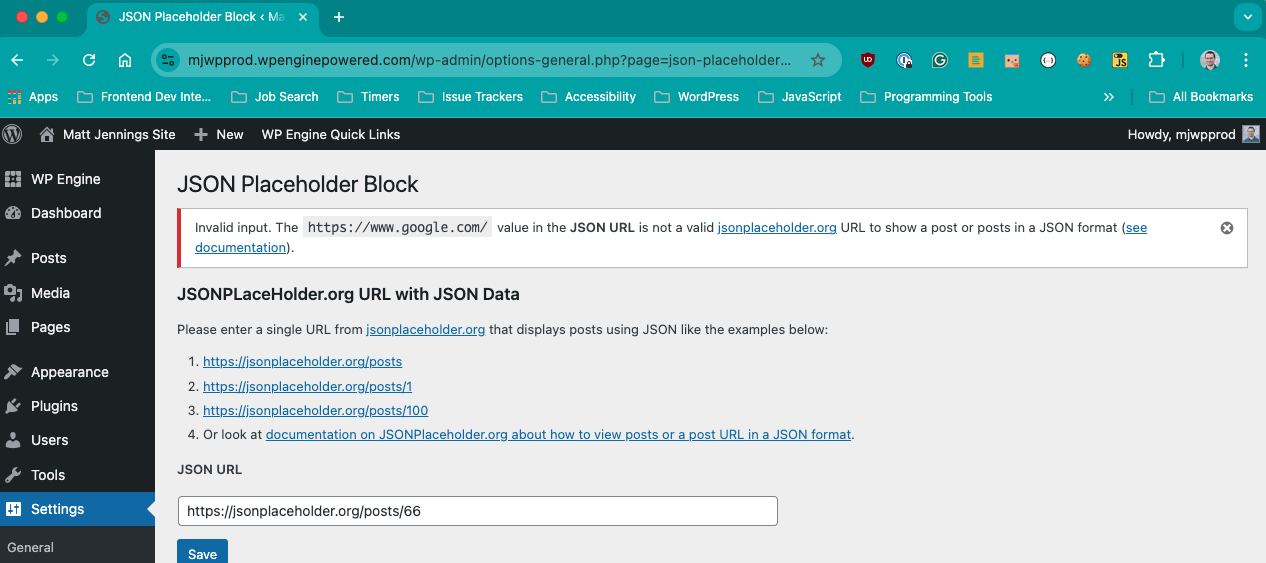 JSON Placeholder Block ‹ Ma
mjwpprod.wpenginepowered.com/wp-admin/options-general.php?page=json-placeholder...
Apps
Frontend Dev Inte...
Job Search
Timers
Issue Trackers
Accessibility
WordPress
JavaScript
Programming Tools
»
All Bookmarks
Matt Jennings Site
New
WP Engine Quick Links
Howdy, mjwpprod
WP Engine
Dashboard
Posts
Media
Pages
Appearance
Plugins
Users
Tools
Settings
General
JSON Placeholder Block
Invalid input. The https://www.google.com/ value in the JSON URL is not a valid jsonplaceholder.org URL to show a post or posts in a JSON format (see
documentation).
JSONPLaceHolder.org URL with JSON Data
Please enter a single URL from jsonplaceholder.org that displays posts using JSON like the examples below:
1. https://jsonplaceholder.org/posts
2. https://jsonplaceholder.org/posts/1
3. https://jsonplaceholder.org/posts/100
4. Or look at documentation on JSONPlaceholder.org about how to view posts or a post URL in a JSON format.
JSON URL
https://jsonplaceholder.org/posts/66
Save